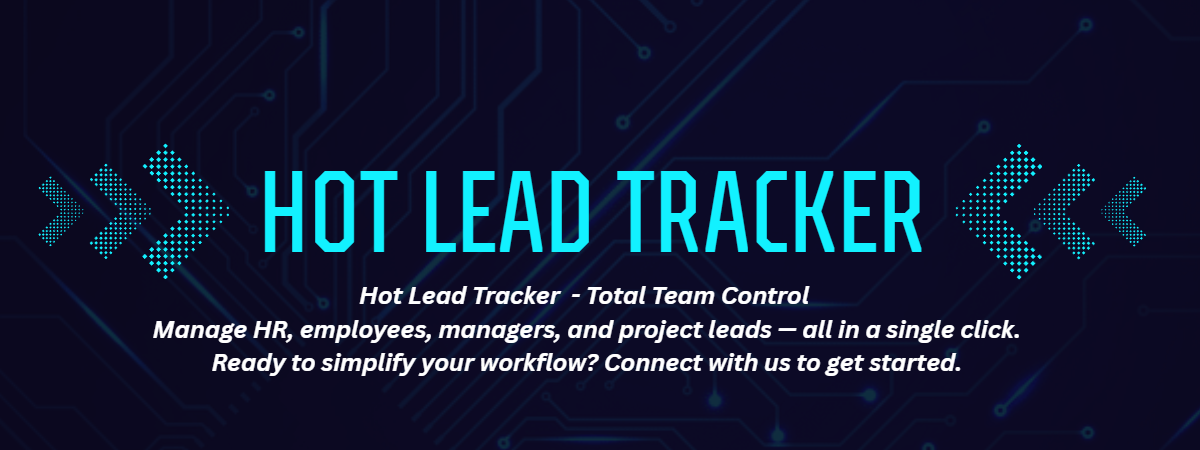 HOT LEAD TRACKER
Hot Lead Tracker - Total Team Control
Manage HR, employees, managers, and project leads — all in a single click.
Ready to simplify your workflow? Connect with us to get started.